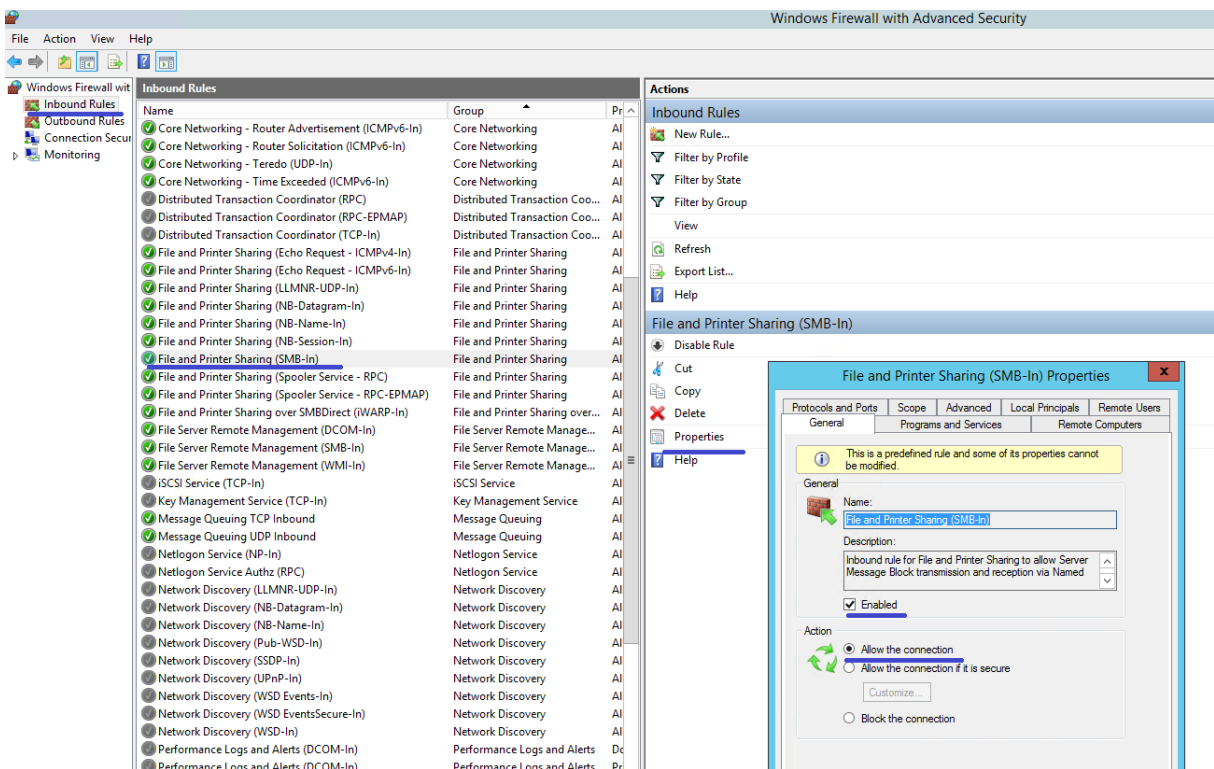 Windows Firewall with Advanced Security
File Action View Help
Windows Firewall wit
Inbound Rules
Outbound Rules
Connection Secur
Monitoring
Inbound Rules
Name Group Pr
Core Networking - Router Advertisement (ICMPv6-In) Core Networking Al
Core Networking - Router Solicitation (ICMPv6-In) Core Networking Al
Core Networking - Teredo (UDP-In) Core Networking Al
Core Networking - Time Exceeded (ICMPv6-In) Core Networking Al
Distributed Transaction Coordinator (RPC) Distributed Transaction Coo... Al
Distributed Transaction Coordinator (RPC-EPMAP) Distributed Transaction Coo... Al
Distributed Transaction Coordinator (TCP-In) Distributed Transaction Coo... Al
File and Printer Sharing (Echo Request - ICMPv4-In) File and Printer Sharing Al
File and Printer Sharing (Echo Request - ICMPv6-In) File and Printer Sharing Al
File and Printer Sharing (LLMNR-UDP-In) File and Printer Sharing Al
File and Printer Sharing (NB-Datagram-In) File and Printer Sharing Al
File and Printer Sharing (NB-Name-In) File and Printer Sharing Al
File and Printer Sharing (NB-Session-In) File and Printer Sharing Al
File and Printer Sharing (SMB-In) File and Printer Sharing Al
File and Printer Sharing (Spooler Service - RPC) File and Printer Sharing Al
File and Printer Sharing (Spooler Service - RPC-EPMAP) File and Printer Sharing Al
File and Printer Sharing over SMBDirect (iWARP-In) File and Printer Sharing over... Al
File Server Remote Management (DCOM-In) File Server Remote Manage... Al
File Server Remote Management (SMB-In) File Server Remote Manage... Al
File Server Remote Management (WMI-In) File Server Remote Manage... Al
iSCSI Service (TCP-In) iSCSI Service Al
Key Management Service (TCP-In) Key Management Service Al
Message Queuing TCP Inbound Message Queuing Al
Message Queuing UDP Inbound Message Queuing Al
Netlogon Service (NP-In) Netlogon Service Al
Netlogon Service Authz (RPC) Netlogon Service Al
Network Discovery (LLMNR-UDP-In) Network Discovery Al
Network Discovery (NB-Datagram-In) Network Discovery Al
Network Discovery (NB-Name-In) Network Discovery Al
Network Discovery (Pub-WSD-In) Network Discovery Al
Network Discovery (SSDP-In) Network Discovery Al
Network Discovery (UPnP-In) Network Discovery Al
Network Discovery (WSD Events-In) Network Discovery Al
Network Discovery (WSD EventsSecure-In) Network Discovery Al
Network Discovery (WSD-In) Network Discovery Al
Performance Logs and Alerts (DCOM-In) Performance Logs and Alerts Do
Performance Logs and Alerts (DCOM-In) Performance Logs and Alerts Pr
Actions
Inbound Rules
New Rule...
Filter by Profile
Filter by State
Filter by Group
View
Refresh
Export List...
Help
File and Printer Sharing (SMB-In)
Disable Rule
Cut
Copy
Delete
Properties
Help
File and Printer Sharing (SMB-In) Properties
x
Protocols and Ports Scope Advanced Local Principals Remote Users
General Programs and Services Remote Computers
This is a predefined rule and some of its properties cannot
be modified.
General
Name:
File and Printer Sharing (SMB-In)
Description:
Inbound rule for File and Printer Sharing to allow Server
Message Block transmission and reception via Named
Enabled
Action
Allow the connection
Allow the connection if it is secure
Customize...
Block the connection